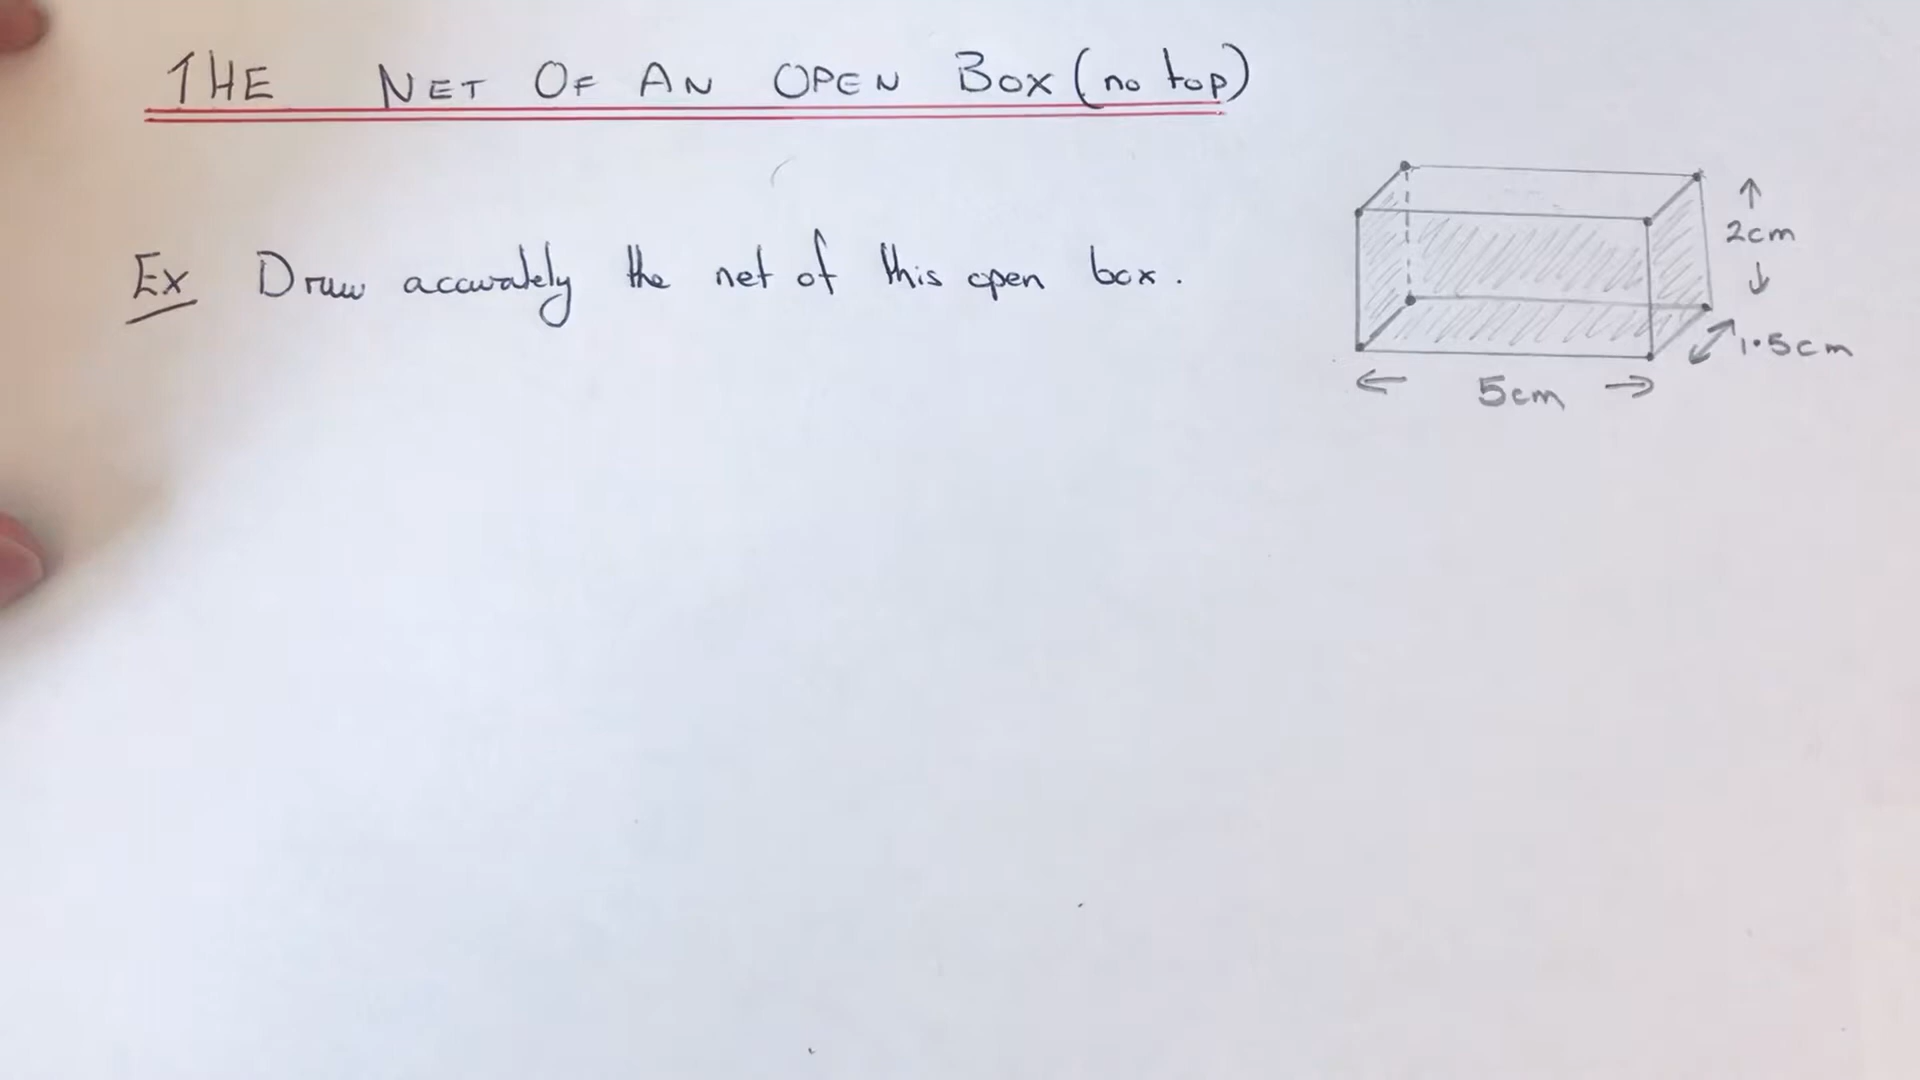 THE NET OF AN OPEN BOX (no top)
Ex Draw accurately the net of this open box.
2cm
1.5cm
5cm